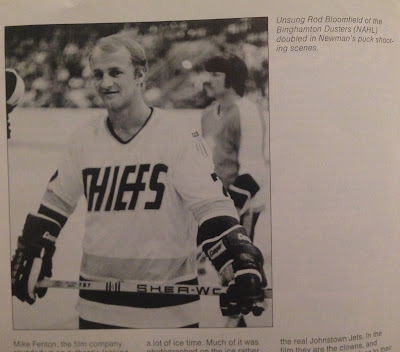 Unsung Rod Bloomfield of the
Binghamton Dusters (NAHL)
doubled in Newman's puck shoot-
ing scenes.
CHIEFS
SHER-WO
Mike Fenton, the film company
a lot of ice time. Much of it was
photographed on the ice rather
the real Johnstown Jets. In the
film they are the clowns, and